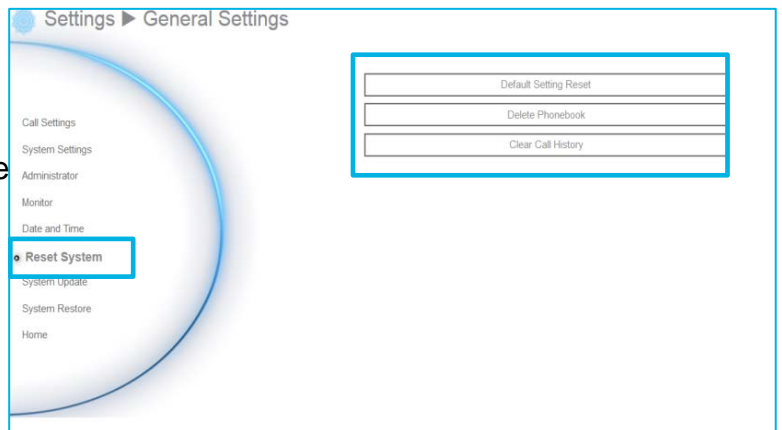 Settings ▶ General Settings
Default Setting Reset
Delete Phonebook
Clear Call History
Call Settings
System Settings
e
Administrator
Monitor
Date and Time
Reset System
System Update
System Restore
Home